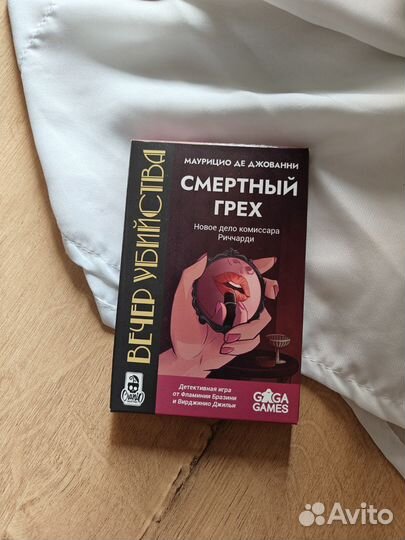 ВЕЧЕР УБИЙСТВА
МАУРИЦИО ДЕ ДЖОВАННИ
СМЕРТНЫЙ
ГРЕХ
Новое дело комиссара
Риччарди
Детективная игра
от Фламинии Бразини
и Вирджинио Джильи
GAGA
GAMES
Avito